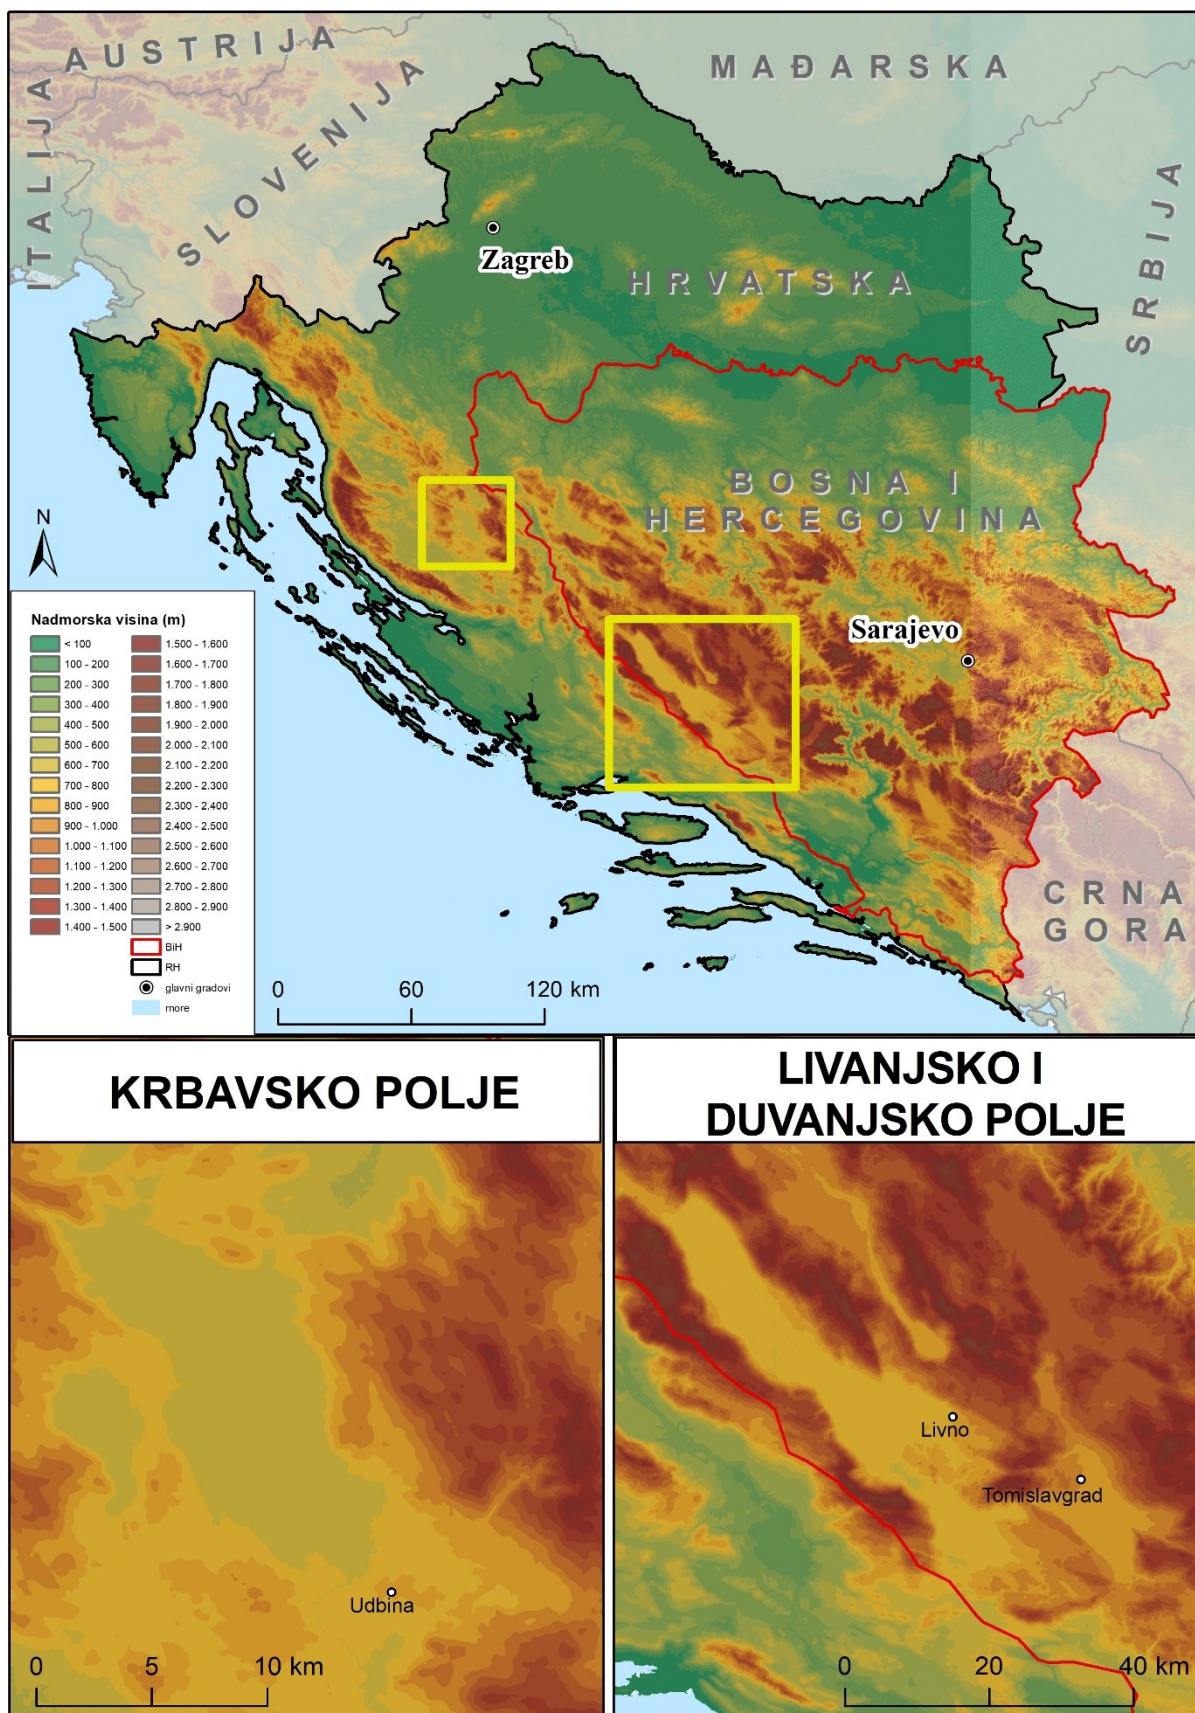 AUSTRIJA
MAĐARSKA
ITALIJA
SLOVENIJA
SRBIJA
Zagreb
HRVATSKA
BOSNA I
HERCEGOVINA
N
Sarajevo
CRNA
GORA
Nadmorska visina (m)
< 100
100 - 200
200 - 300
300 - 400
400 - 500
500 - 600
600 - 700
700 - 800
800 - 900
900 - 1.000
1.000 - 1.100
1.100 - 1.200
1.200 - 1.300
1.300 - 1.400
1.400 - 1.500
1.500 - 1.600
1.600 - 1.700
1.700 - 1.800
1.800 - 1.900
1.900 - 2.000
2.000 - 2.100
2.100 - 2.200
2.200 - 2.300
2.300 - 2.400
2.400 - 2.500
2.500 - 2.600
2.600 - 2.700
2.700 - 2.800
2.800 - 2.900
> 2.900
BiH
RH
glavni gradovi
more
0 60 120 km
KRBAVSKO POLJE
Udbina
0 5 10 km
LIVANJSKO I
DUVANJSKO POLJE
Livno
Tomislavgrad
0 20 40 km